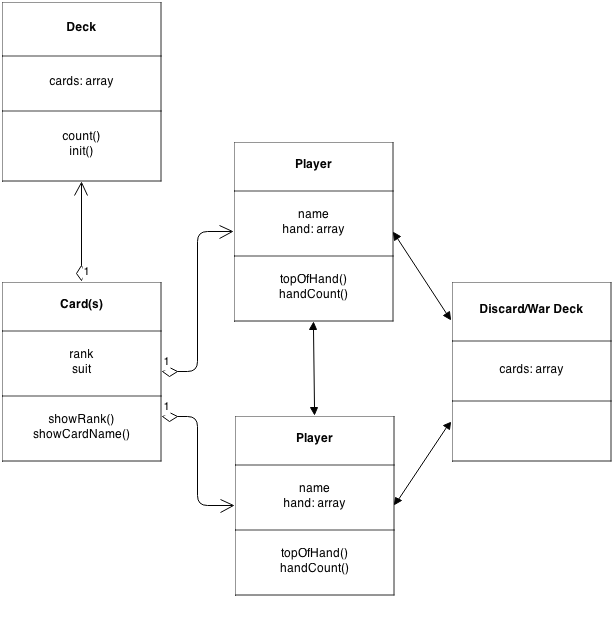 Deck
cards: array
count()
init()
1
Card(s)
rank
suit
showRank()
showCardName()
1
1
Player
name
hand: array
topOfHand()
handCount()
Player
name
hand: array
topOfHand()
handCount()
Discard/War Deck
cards: array